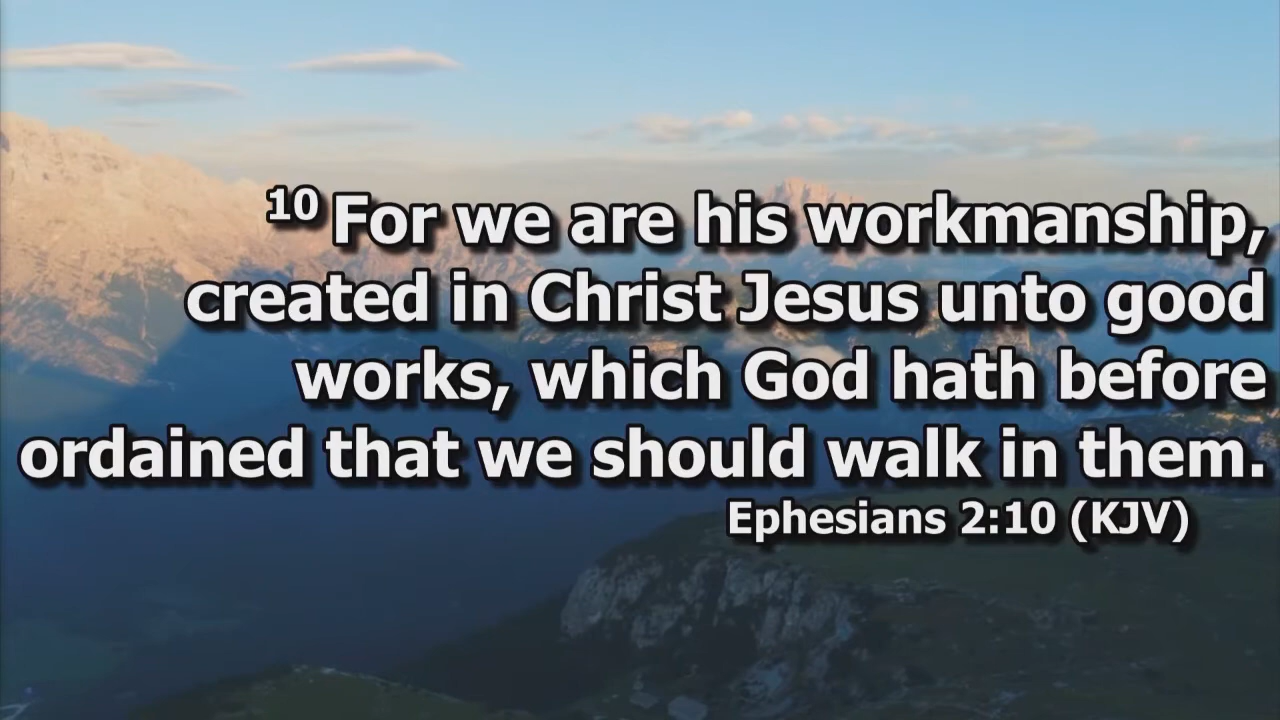 10 For we are his workmanship,
created in Christ Jesus unto good
works, which God hath before
ordained that we should walk in them.
Ephesians 2:10 (KJV)